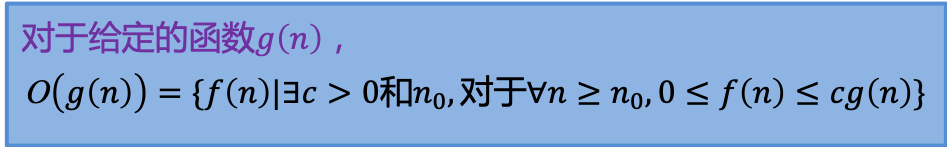 对于给定的函数g(n)，
O(g(n)) = {f(n)|∃c > 0和n₀, 对于∀n ≥ n₀, 0 ≤ f(n) ≤ cg(n)}